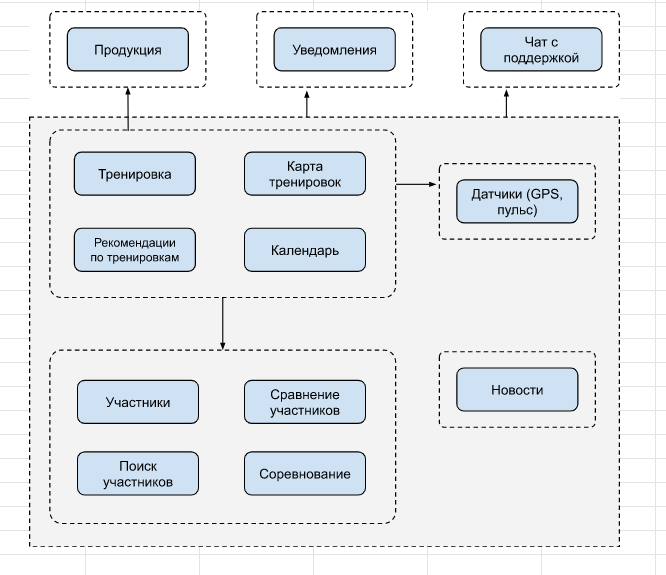 Продукция
Уведомления
Чат с
поддержкой
Тренировка
Карта
тренировок
Датчики (GPS,
пульс)
Рекомендации
по тренировкам
Календарь
Участники
Сравнение
участников
Новости
Поиск
участников
Соревнование